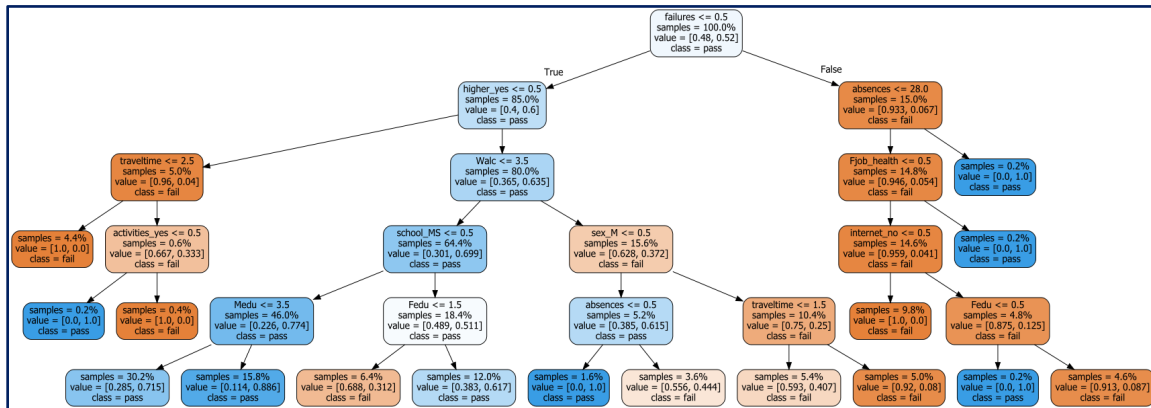 failures <= 0.5
samples = 100.0%
value = [0.48, 0.52]
class = pass
True
False
higher_yes <= 0.5
samples = 85.0%
value = [0.4, 0.6]
class = pass
absences <= 28.0
samples = 15.0%
value = [0.933, 0.067]
class = fail
traveltime <= 2.5
samples = 5.0%
value = [0.96, 0.04]
class = fail
Walc <= 3.5
samples = 80.0%
value = [0.365, 0.635]
class = pass
Fjob_health <= 0.5
samples = 14.8%
value = [0.946, 0.054]
class = fail
samples = 0.2%
value = [0.0, 1.0]
class = pass
samples = 4.4%
value = [1.0, 0.0]
class = fail
activities_yes <= 0.5
samples = 0.6%
value = [0.667, 0.333]
class = fail
school_MS <= 0.5
samples = 64.4%
value = [0.301, 0.699]
class = pass
sex_M <= 0.5
samples = 15.6%
value = [0.628, 0.372]
class = fail
internet_no <= 0.5
samples = 14.6%
value = [0.959, 0.041]
class = fail
samples = 0.2%
value = [0.0, 1.0]
class = pass
samples = 0.2%
value = [0.0, 1.0]
class = pass
samples = 0.4%
value = [1.0, 0.0]
class = fail
Medu <= 3.5
samples = 46.0%
value = [0.226, 0.774]
class = pass
Fedu <= 1.5
samples = 18.4%
value = [0.489, 0.511]
class = pass
absences <= 0.5
samples = 5.2%
value = [0.385, 0.615]
class = pass
traveltime <= 1.5
samples = 10.4%
value = [0.75, 0.25]
class = fail
samples = 9.8%
value = [1.0, 0.0]
class = fail
Fedu <= 0.5
samples = 4.8%
value = [0.875, 0.125]
class = fail
samples = 30.2%
value = [0.285, 0.715]
class = pass
samples = 15.8%
value = [0.114, 0.886]
class = pass
samples = 6.4%
value = [0.688, 0.312]
class = fail
samples = 12.0%
value = [0.383, 0.617]
class = pass
samples = 1.6%
value = [0.0, 1.0]
class = pass
samples = 3.6%
value = [0.556, 0.444]
class = fail
samples = 5.4%
value = [0.593, 0.407]
class = fail
samples = 5.0%
value = [0.92, 0.08]
class = fail
samples = 0.2%
value = [0.0, 1.0]
class = pass
samples = 4.6%
value = [0.913, 0.087]
class = fail